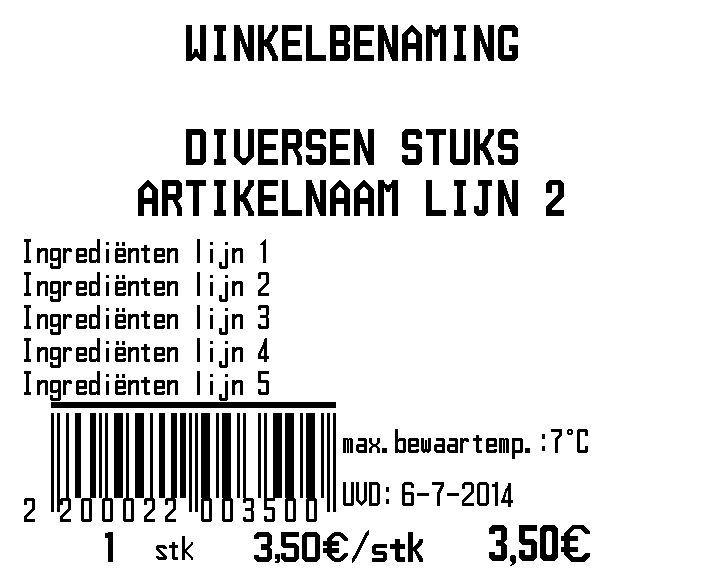 WINKELBENAMING
DIVERSEN STUKS
ARTIKELNAAM LIJN 2
Ingrediënten lijn 1
Ingrediënten lijn 2
Ingrediënten lijn 3
Ingrediënten lijn 4
Ingrediënten lijn 5
max.bewaartemp.:7°C
UVD: 6-7-2014
2 200022 003500
1 stk 3,50€/stk 3,50€